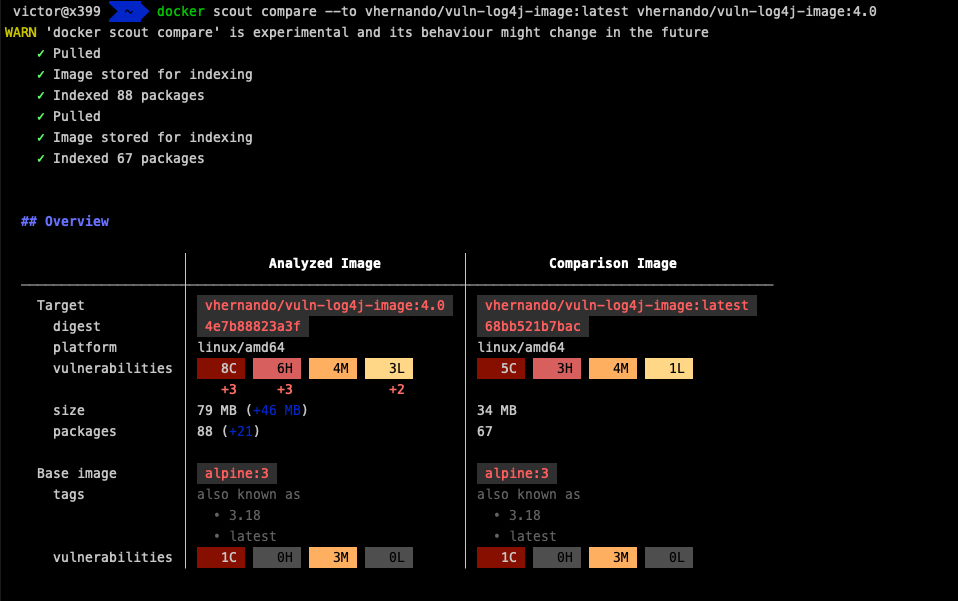 victor@x399 ~ docker scout compare --to vhernando/vuln-log4j-image:latest vhernando/vuln-log4j-image:4.0
WARN 'docker scout compare' is experimental and its behaviour might change in the future
✓ Pulled
✓ Image stored for indexing
✓ Indexed 88 packages
✓ Pulled
✓ Image stored for indexing
✓ Indexed 67 packages
## Overview
Analyzed Image Comparison Image
Target vhernando/vuln-log4j-image:4.0 vhernando/vuln-log4j-image:latest
digest 4e7b88823a3f 68bb521b7bac
platform linux/amd64 linux/amd64
vulnerabilities 8C 6H 4M 3L 5C 3H 4M 1L
+3 +3 +2
size 79 MB (+46 MB) 34 MB
packages 88 (+21) 67
Base image alpine:3 alpine:3
tags also known as also known as
• 3.18 • 3.18
• latest • latest
vulnerabilities 1C 0H 3M 0L 1C 0H 3M 0L